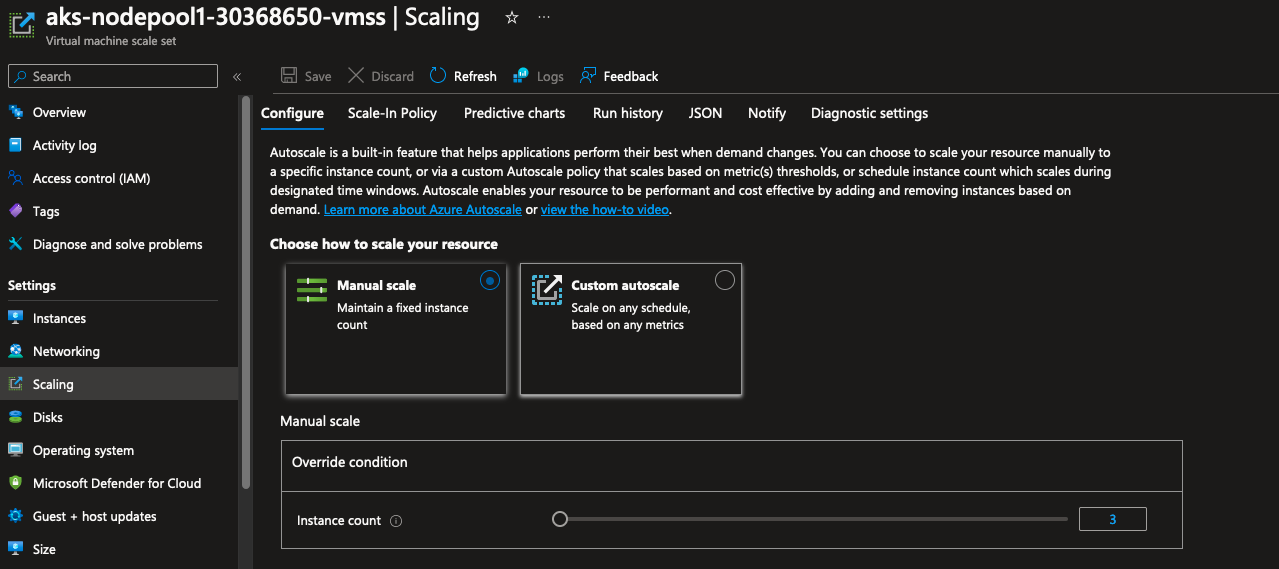 aks-nodepool1-30368650-vmss | Scaling
Virtual machine scale set
Search
Overview
Activity log
Access control (IAM)
Tags
Diagnose and solve problems
Settings
Instances
Networking
Scaling
Disks
Operating system
Microsoft Defender for Cloud
Guest + host updates
Size
Save Discard Refresh Logs Feedback
Configure Scale-In Policy Predictive charts Run history JSON Notify Diagnostic settings
Autoscale is a built-in feature that helps applications perform their best when demand changes. You can choose to scale your resource manually to
a specific instance count, or via a custom Autoscale policy that scales based on metric(s) thresholds, or schedule instance count which scales during
designated time windows. Autoscale enables your resource to be performant and cost effective by adding and removing instances based on
demand. Learn more about Azure Autoscale or view the how-to video.
Choose how to scale your resource
Manual scale
Maintain a fixed instance
count
Custom autoscale
Scale on any schedule,
based on any metrics
Manual scale
Override condition
Instance count 3